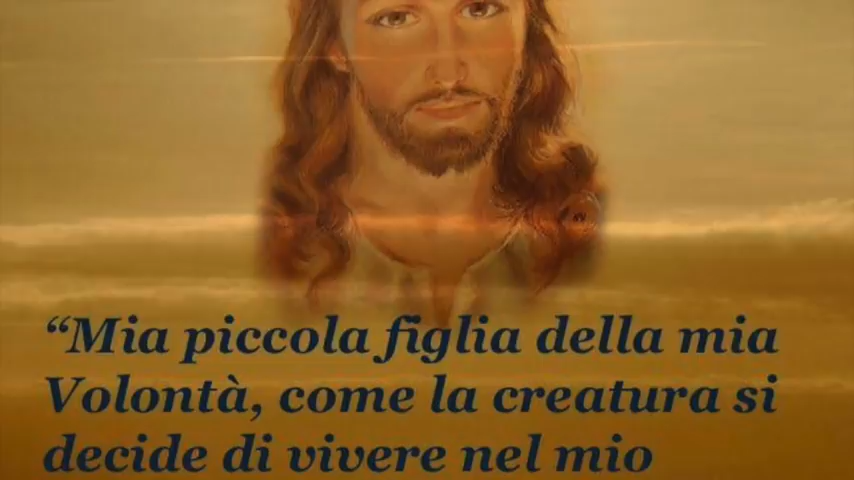 “Mia piccola figlia della mia
Volontà, come la creatura si
decide di vivere nel mio